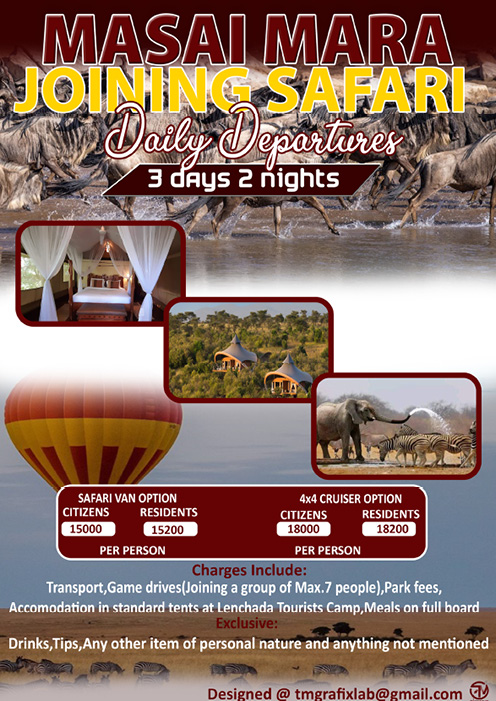 MASAI MARA
JOINING SAFARI
Daily Departures
3 days 2 nights
SAFARI VAN OPTION
CITIZENS RESIDENTS
15000 15200
PER PERSON
4x4 CRUISER OPTION
CITIZENS RESIDENTS
18000 18200
PER PERSON
Charges Include:
Transport,Game drives(Joining a group of Max.7 people),Park fees,
Accomodation in standard tents at Lenchada Tourists Camp,Meals on full board
Exclusive:
Drinks,Tips,Any other item of personal nature and anything not mentioned
Designed @ tmgrafixlab@gmail.com